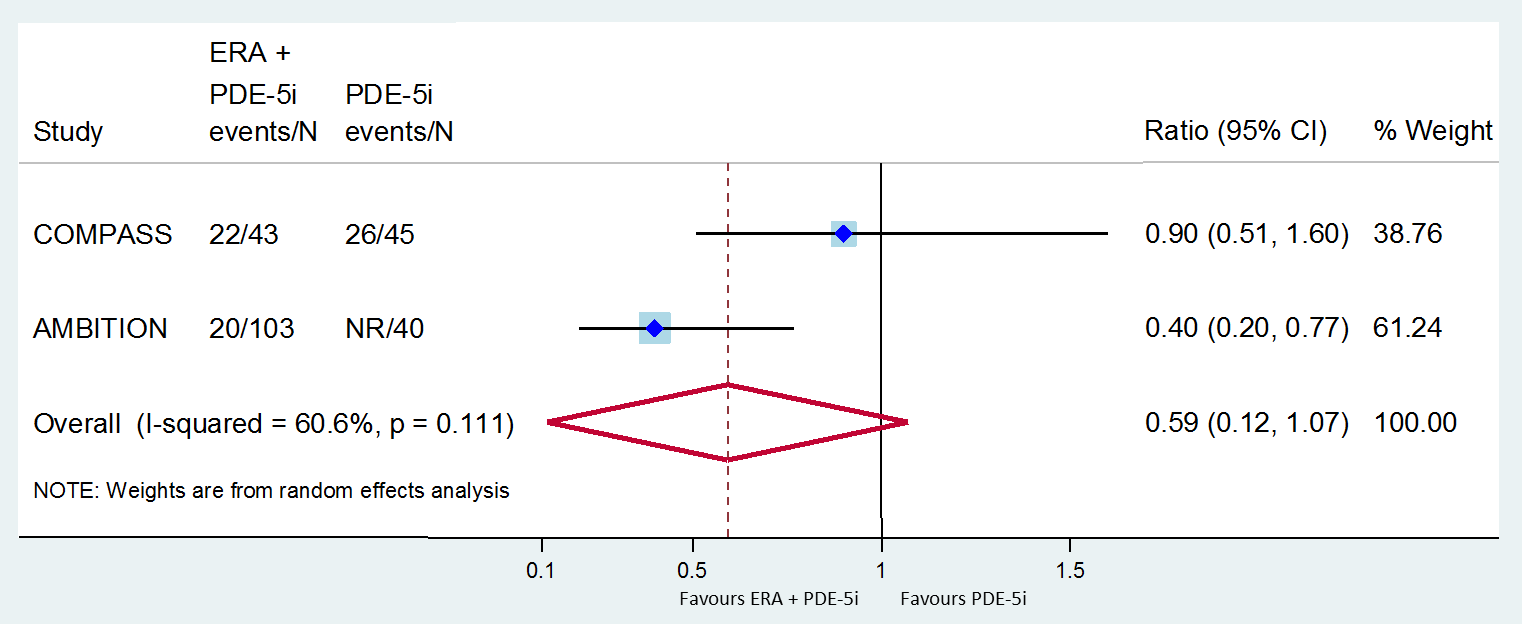 ERA +
PDE-5i PDE-5i
Study events/N events/N Ratio (95% CI) % Weight
COMPASS 22/43 26/45 0.90 (0.51, 1.60) 38.76
AMBITION 20/103 NR/40 0.40 (0.20, 0.77) 61.24
Overall (I-squared = 60.6%, p = 0.111) 0.59 (0.12, 1.07) 100.00
NOTE: Weights are from random effects analysis
0.1 0.5 1 1.5
Favours ERA + PDE-5i Favours PDE-5i